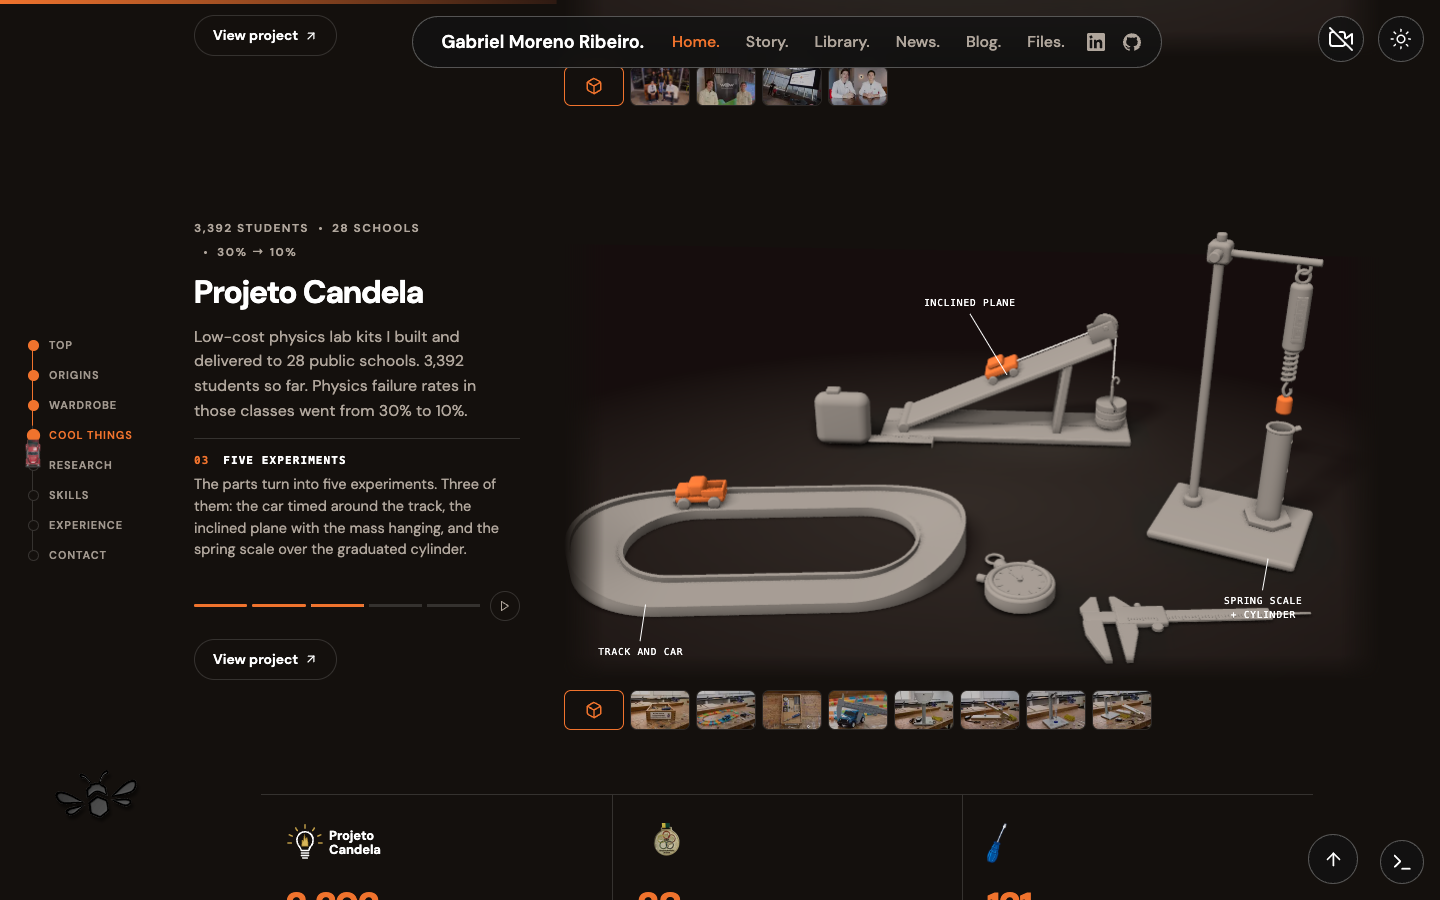 View project ↗
Gabriel Moreno Ribeiro.
Home.
Story.
Library.
News.
Blog.
Files.
3,392 STUDENTS • 28 SCHOOLS
• 30% → 10%
Projeto Candela
Low-cost physics lab kits I built and
delivered to 28 public schools. 3,392
students so far. Physics failure rates in
those classes went from 30% to 10%.
03 FIVE EXPERIMENTS
The parts turn into five experiments. Three of
them: the car timed around the track, the
inclined plane with the mass hanging, and the
spring scale over the graduated cylinder.
View project ↗
TOP
ORIGINS
WARDROBE
COOL THINGS
RESEARCH
SKILLS
EXPERIENCE
CONTACT
INCLINED PLANE
TRACK AND CAR
SPRING SCALE
+ CYLINDER
Projeto
Candela